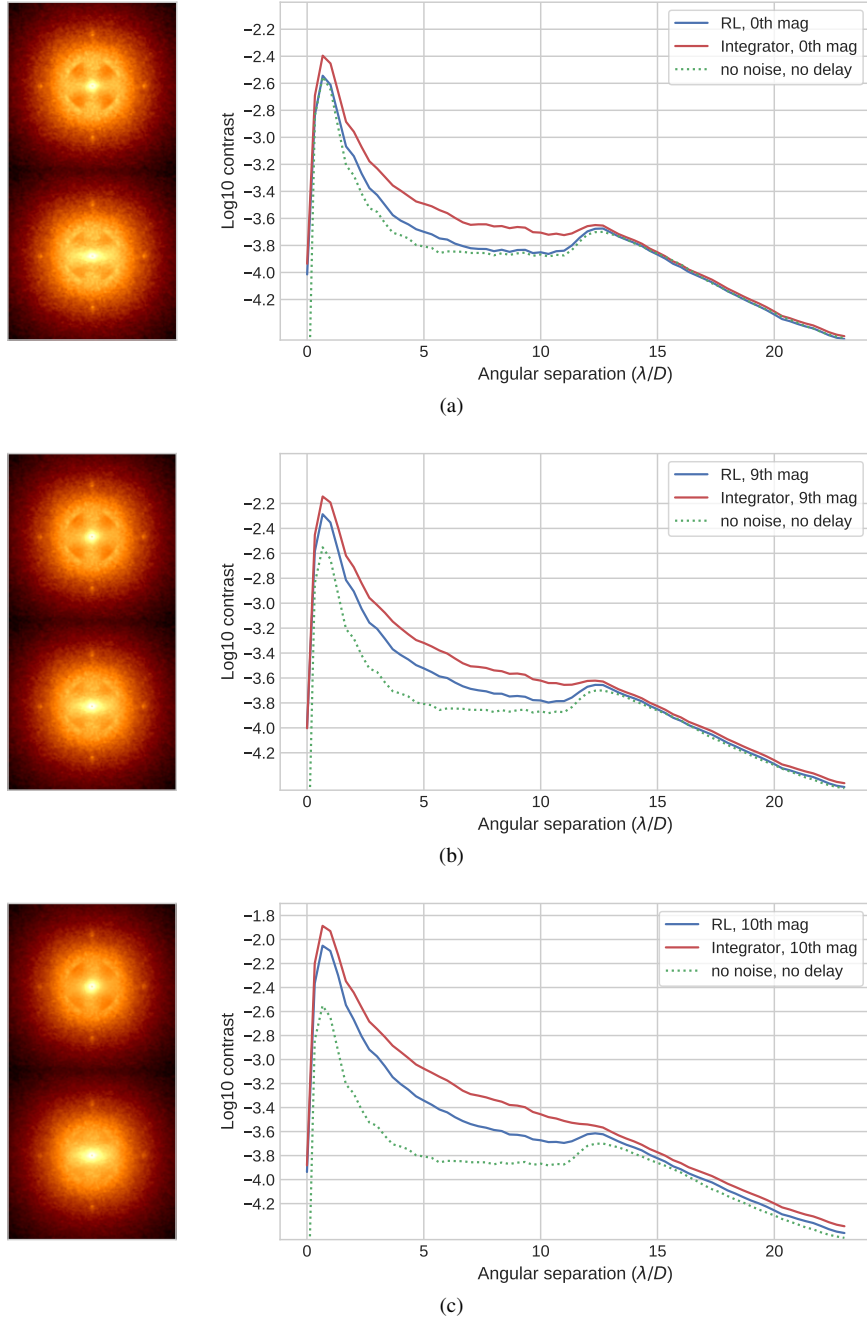 −2.2
−2.4
−2.6
−2.8
−3.0
−3.2
−3.4
−3.6
−3.8
−4.0
−4.2
Log10 contrast
RL, 0th mag
Integrator, 0th mag
no noise, no delay
0 5 10 15 20
Angular separation (λ/D)
(a)
−2.2
−2.4
−2.6
−2.8
−3.0
−3.2
−3.4
−3.6
−3.8
−4.0
−4.2
Log10 contrast
RL, 9th mag
Integrator, 9th mag
no noise, no delay
0 5 10 15 20
Angular separation (λ/D)
(b)
−1.8
−2.0
−2.2
−2.4
−2.6
−2.8
−3.0
−3.2
−3.4
−3.6
−3.8
−4.0
−4.2
Log10 contrast
RL, 10th mag
Integrator, 10th mag
no noise, no delay
0 5 10 15 20
Angular separation (λ/D)
(c)